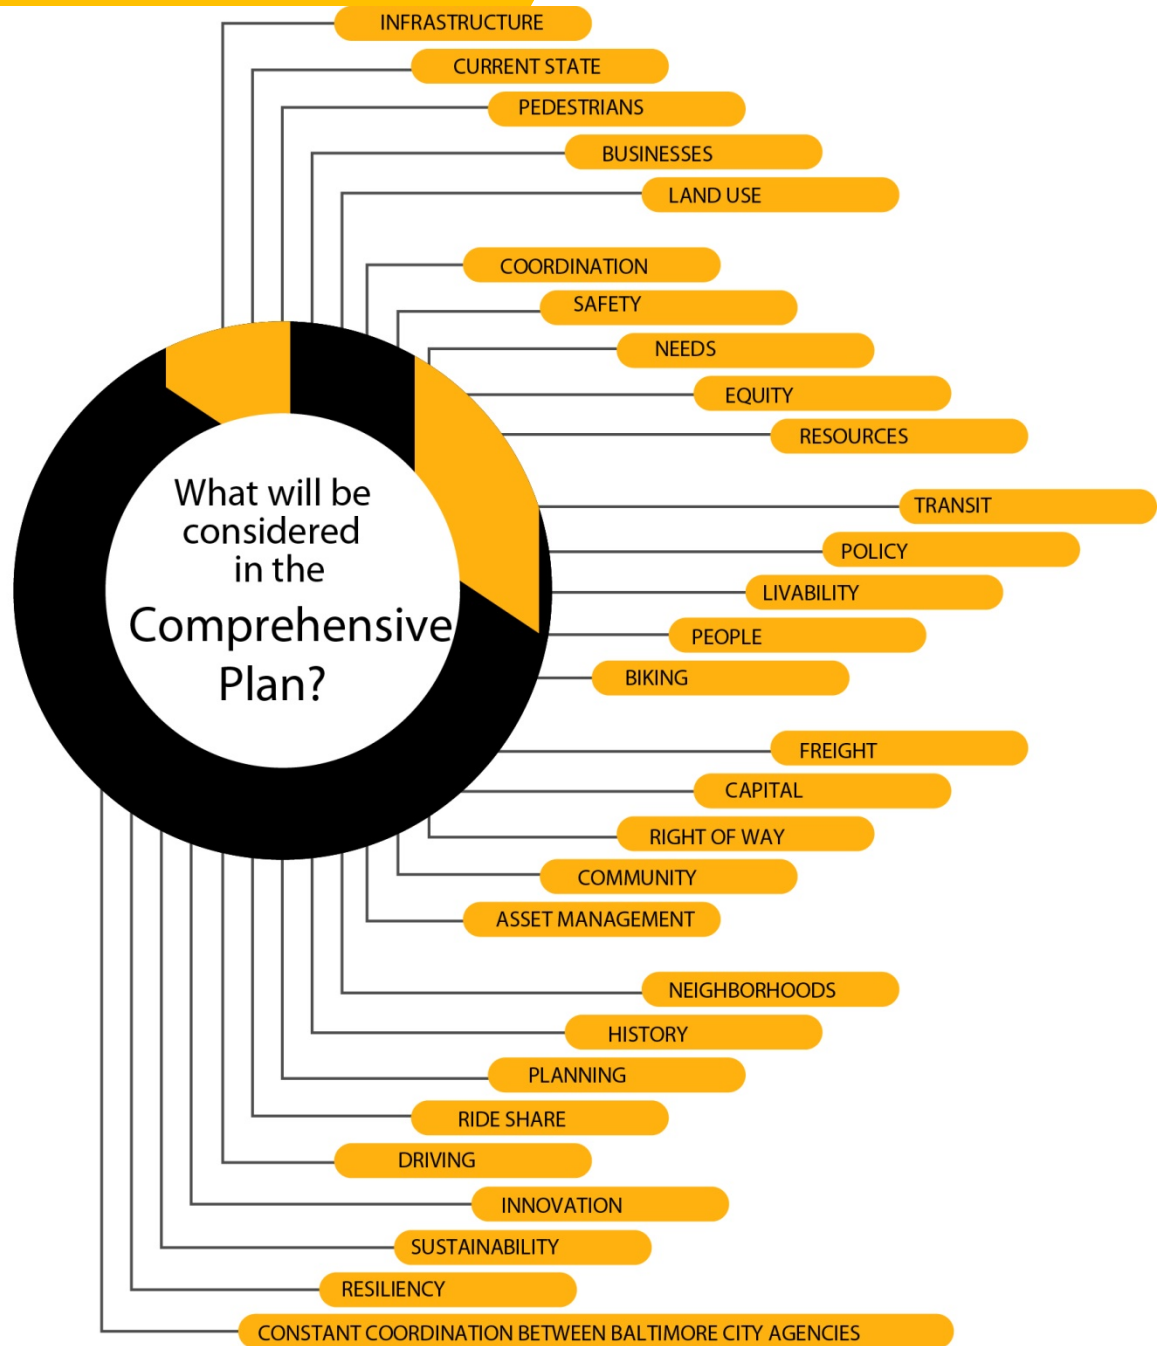 INFRASTRUCTURE
CURRENT STATE
PEDESTRIANS
BUSINESSES
LAND USE
COORDINATION
SAFETY
NEEDS
EQUITY
RESOURCES
What will be
considered
in the
Comprehensive
Plan?
TRANSIT
POLICY
LIVABILITY
PEOPLE
BIKING
FREIGHT
CAPITAL
RIGHT OF WAY
COMMUNITY
ASSET MANAGEMENT
NEIGHBORHOODS
HISTORY
PLANNING
RIDE SHARE
DRIVING
INNOVATION
SUSTAINABILITY
RESILIENCY
CONSTANT COORDINATION BETWEEN BALTIMORE CITY AGENCIES